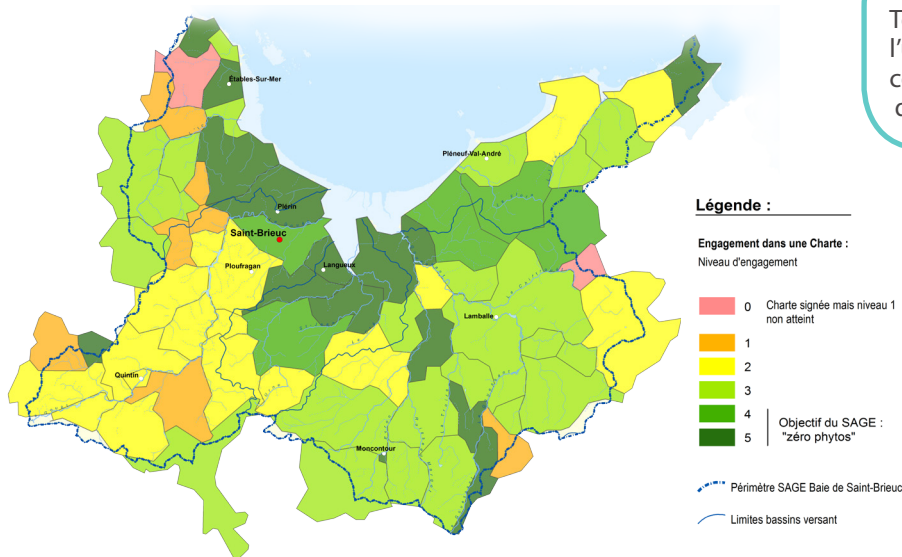 Étables-Sur-Mer
Pléneuf-Val-André
Plérin
Saint-Brieuc
Ploufragan
Langueux
Lamballe
Quintin
Moncontour
Légende :
Engagement dans une Charte :
Niveau d'engagement
0 Charte signée mais niveau 1
non atteint
1
2
3
4
5
Objectif du SAGE :
"zéro phytos"
Périmètre SAGE Baie de Saint-Brieuc
Limites bassins versant